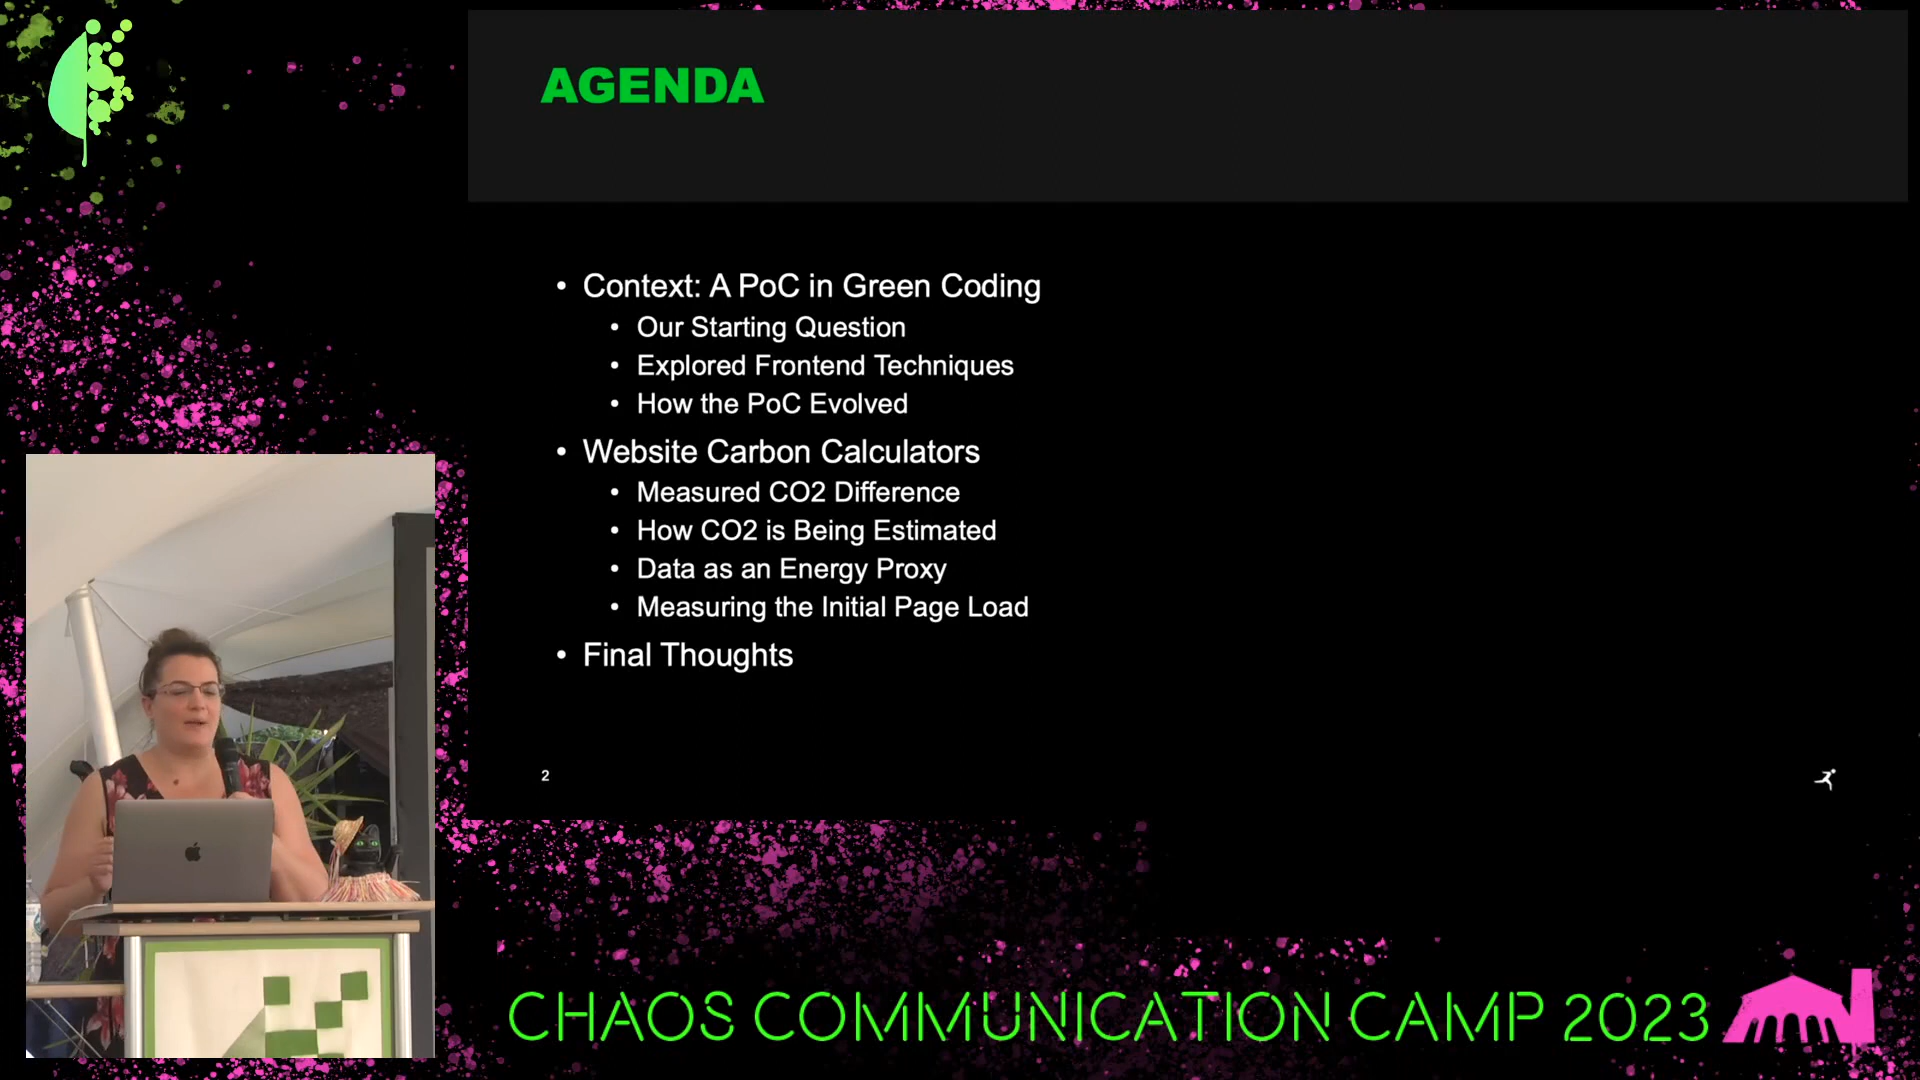 AGENDA
• Context: A PoC in Green Coding
• Our Starting Question
• Explored Frontend Techniques
• How the PoC Evolved
• Website Carbon Calculators
• Measured CO2 Difference
• How CO2 is Being Estimated
• Data as an Energy Proxy
• Measuring the Initial Page Load
• Final Thoughts
2
CHAOS COMMUNICATION CAMP 2023